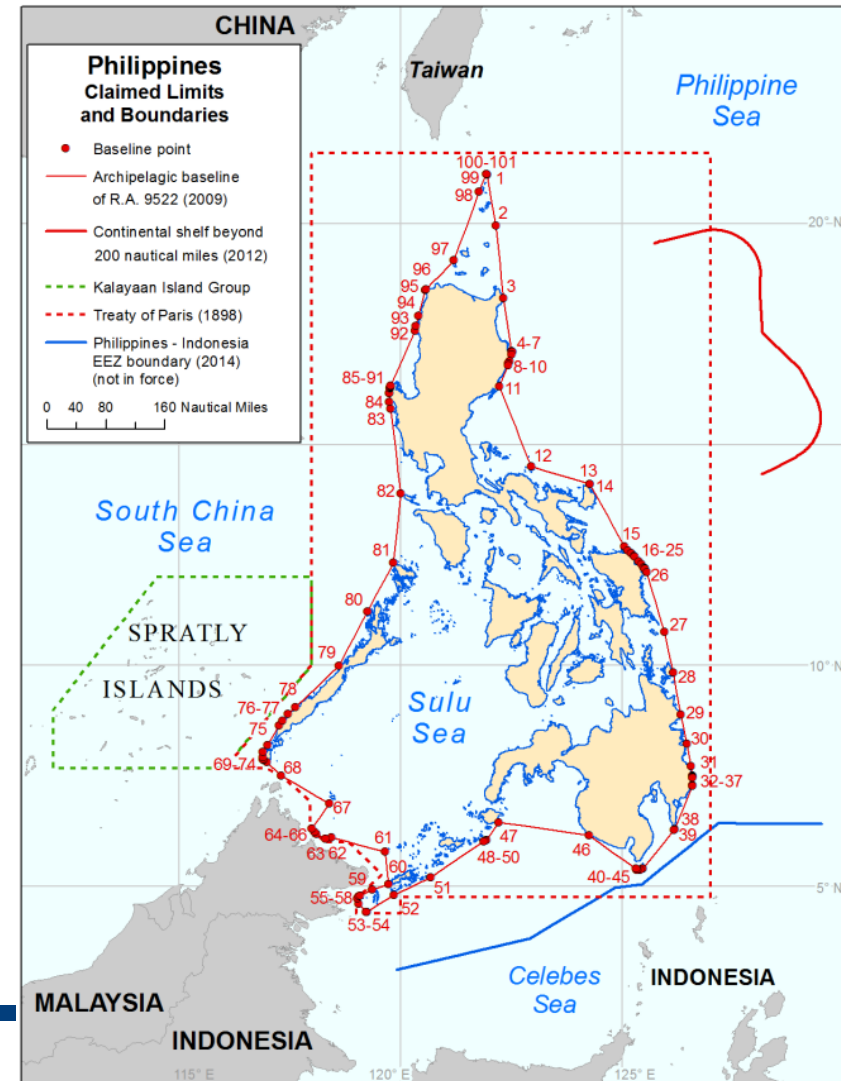 CHINA
Philippines
Claimed Limits
and Boundaries
Baseline point
Archipelagic baseline
of R.A. 9522 (2009)
Continental shelf beyond
200 nautical miles (2012)
Kalayaan Island Group
Treaty of Paris (1898)
Philippines - Indonesia
EEZ boundary (2014)
(not in force)
0 40 80 160 Nautical Miles
Taiwan
Philippine
Sea
100-101
99
1
98
2
20° N
97
96
3
95
94
93
92
4-7
8-10
85-91
11
84
83
12
13
14
82
South China
Sea
15
16-25
81
26
80
27
SPRATLY
79
10° N
28
ISLANDS
78
76-77
Sulu
Sea
29
75
30
69-74
31
68
32-37
67
38
64-66
47
39
63
62
61
46
48-50
60
40-45
59
51
5° N
55-58
52
53-54
Celebes
Sea
INDONESIA
MALAYSIA
INDONESIA
115° E
120° E
125° E